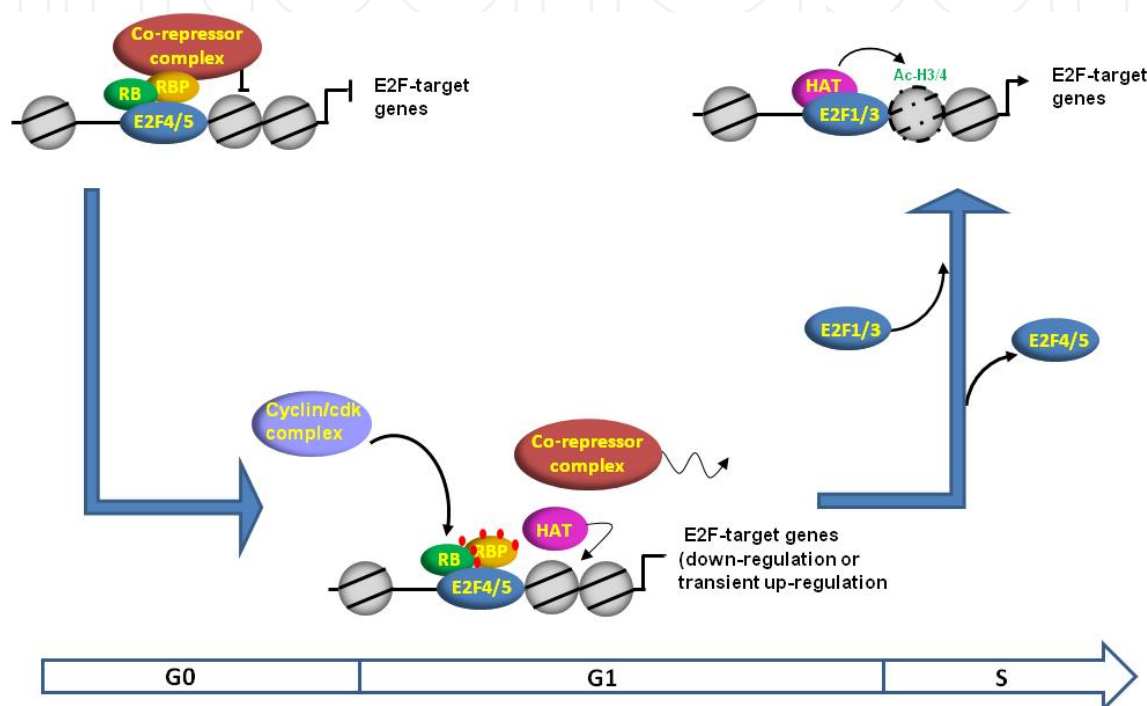 Co-repressor
complex
RB
RBP
E2F4/5
E2F-target
genes
HAT
Ac-H3/4
E2F1/3
E2F-target
genes
E2F1/3
E2F4/5
Cyclin/cdk
complex
Co-repressor
complex
HAT
RB
RBP
E2F4/5
E2F-target genes
(down-regulation or
transient up-regulation
G0
G1
S